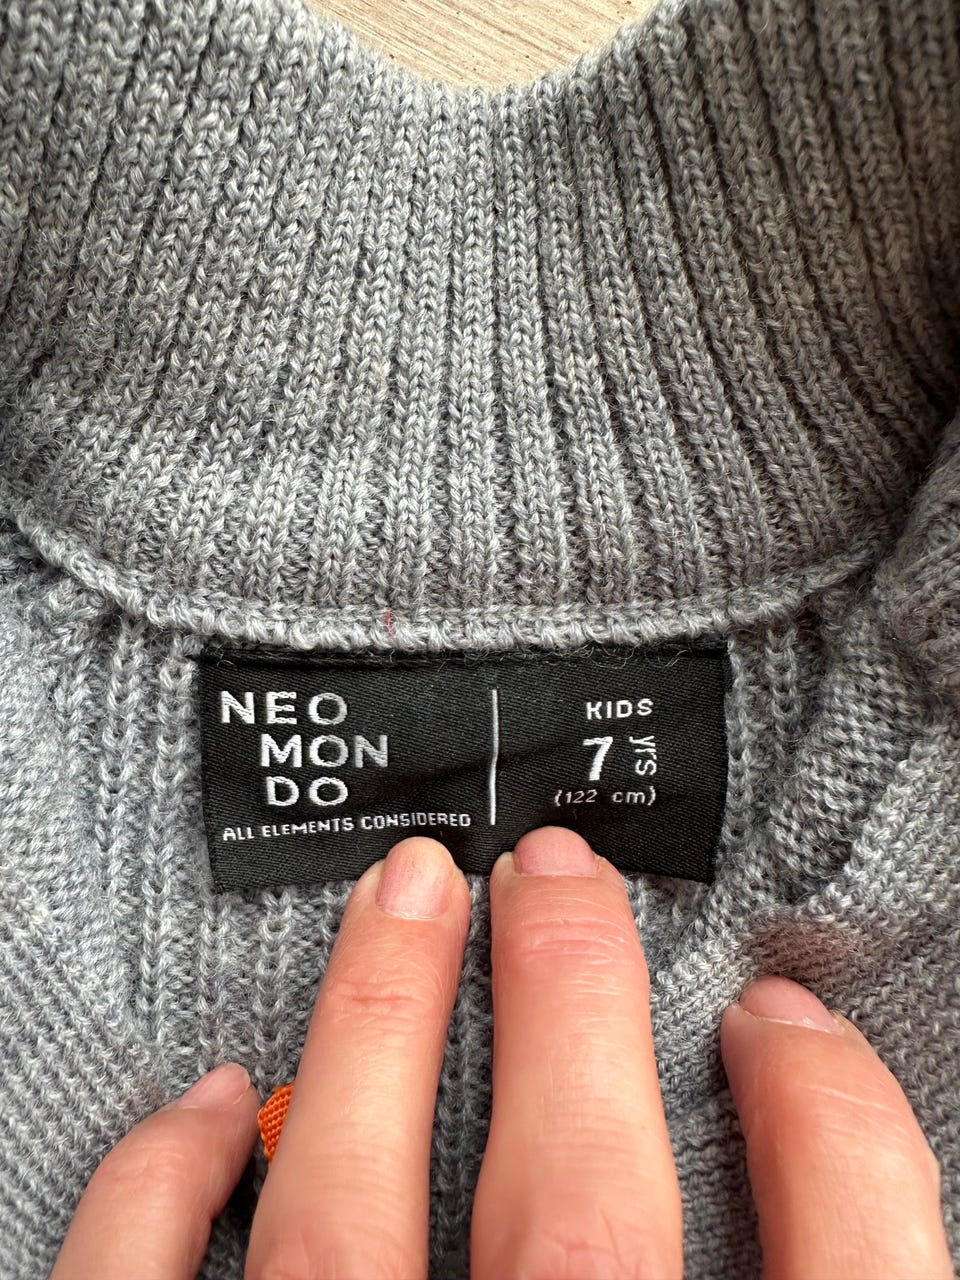 NEO
MON
DO
ALL ELEMENTS CONSIDERED
KIDS
7 yrs
(122 cm)